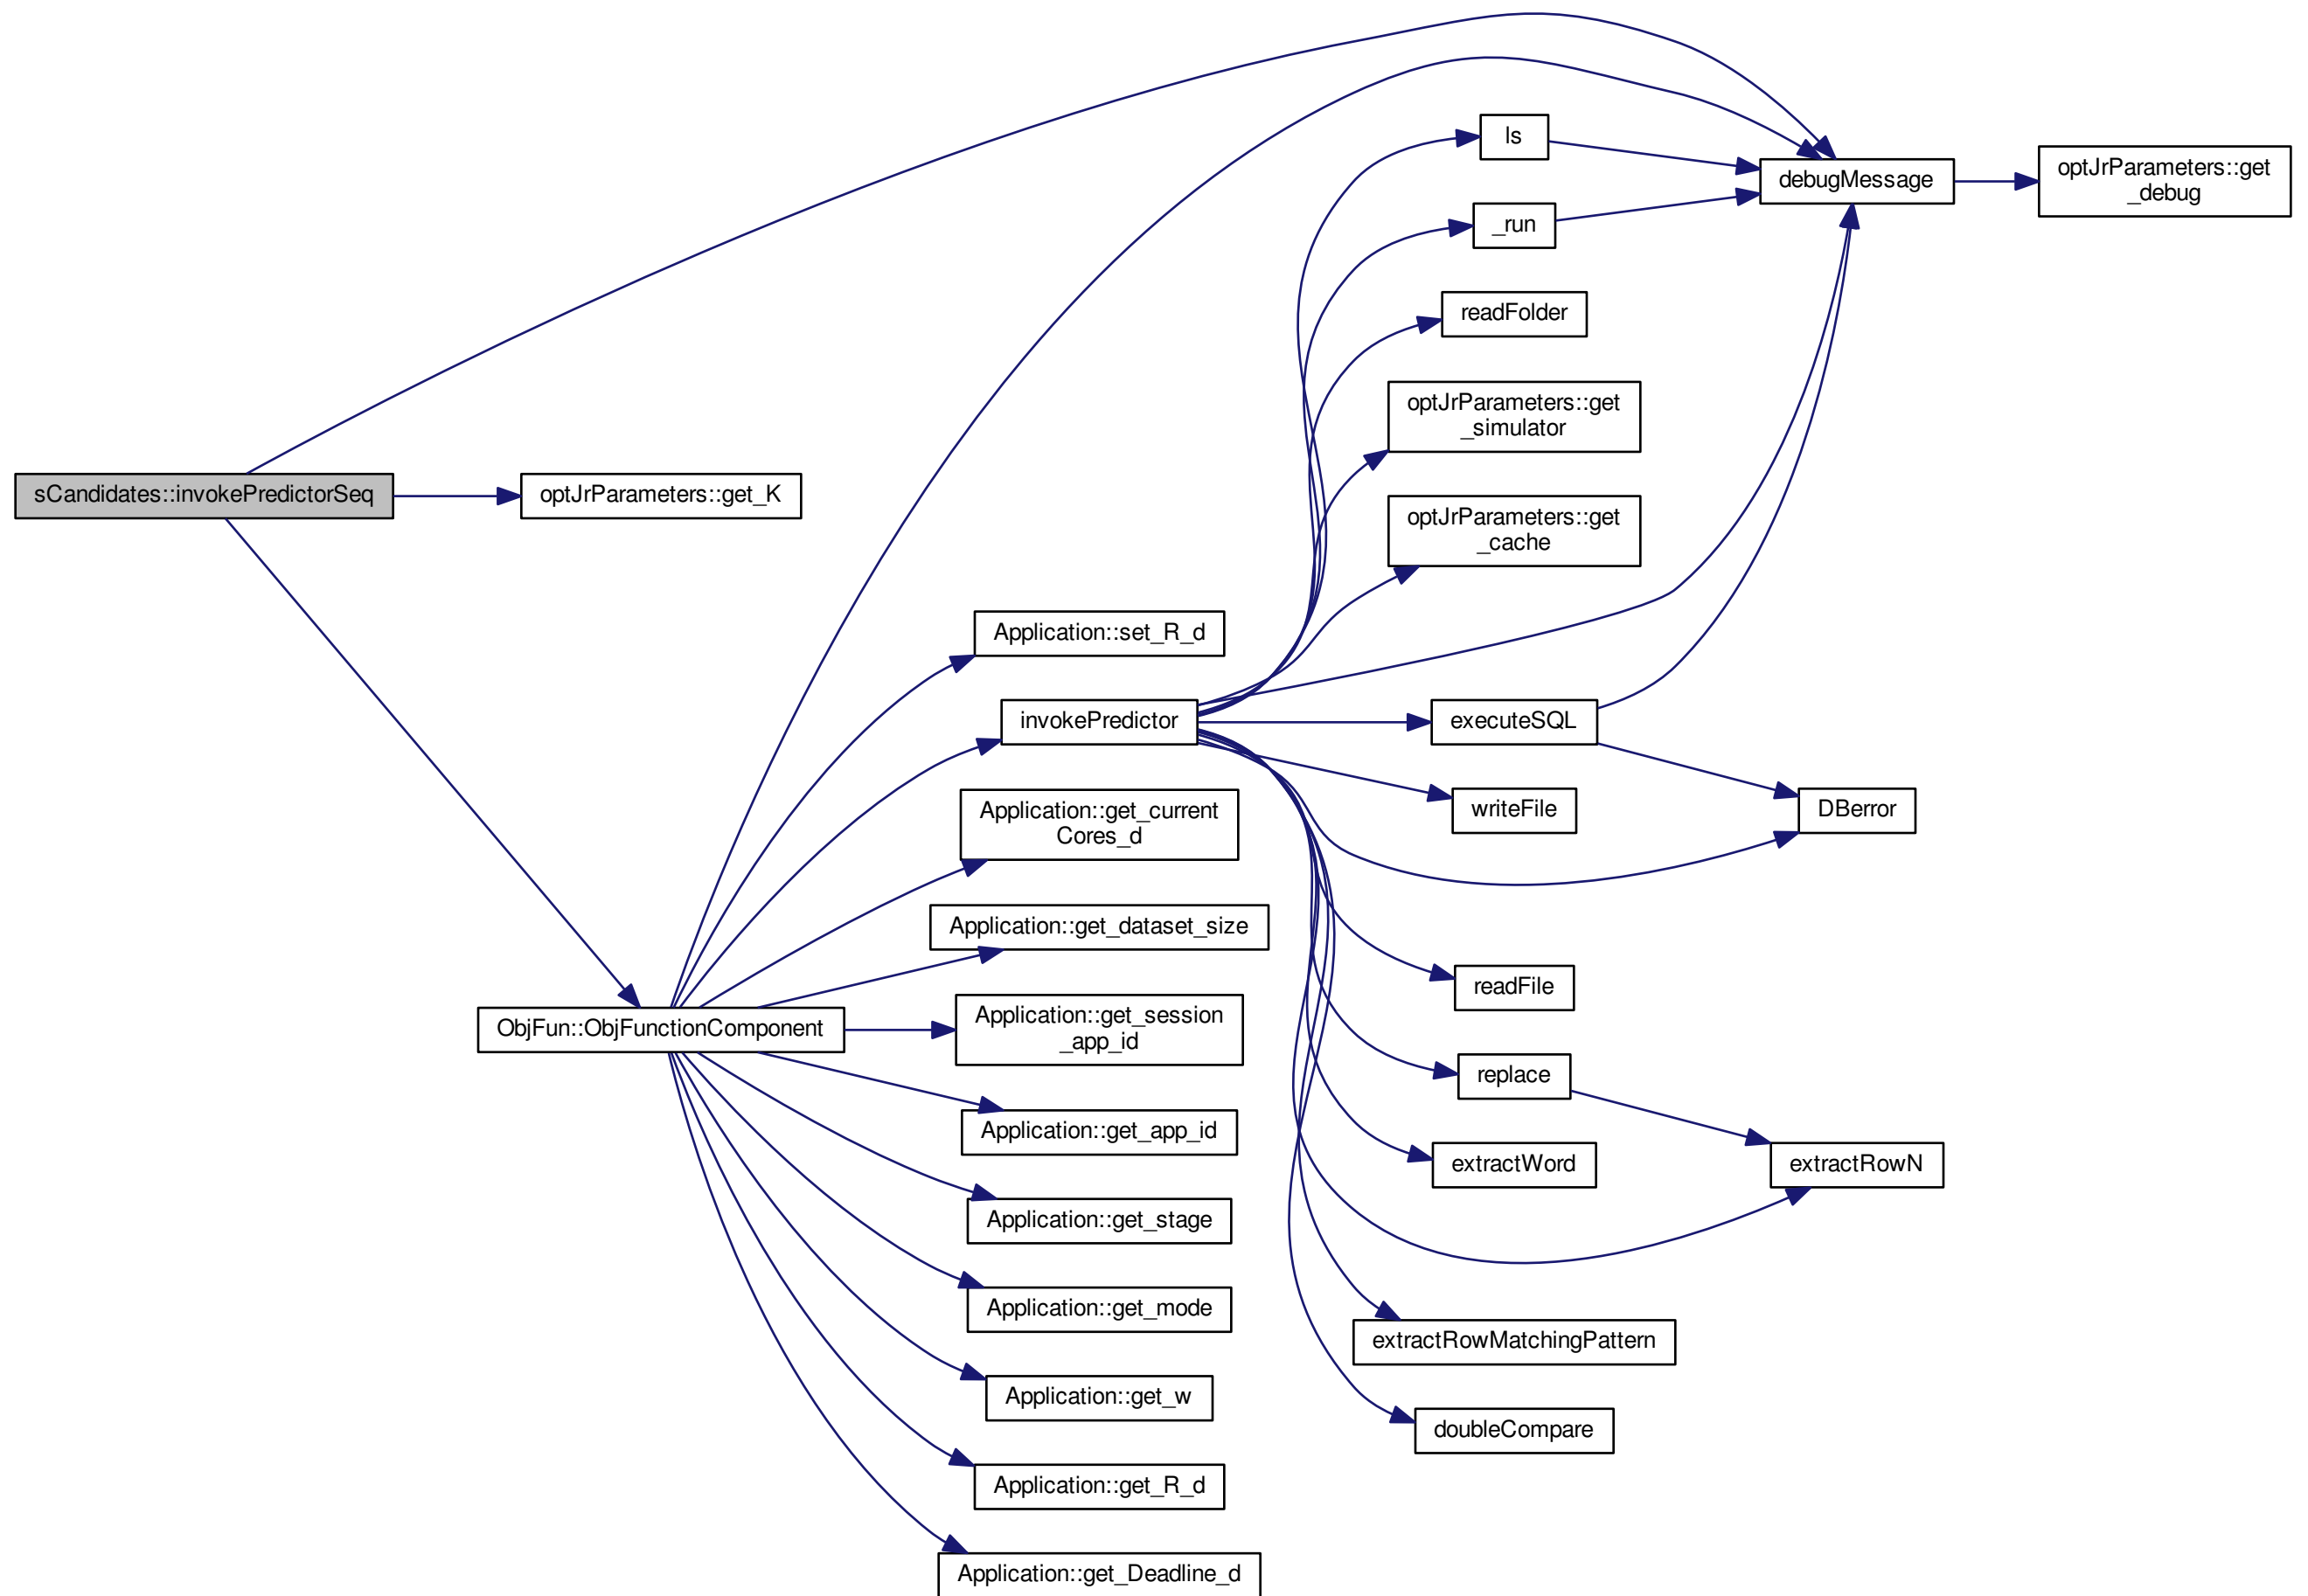 ls
debugMessage
optJrParameters::get
_debug
_run
readFolder
optJrParameters::get
_simulator
sCandidates::invokePredictorSeq
optJrParameters::get_K
optJrParameters::get
_cache
Application::set_R_d
invokePredictor
executeSQL
Application::get_current
Cores_d
writeFile
DBerror
Application::get_dataset_size
readFile
ObjFun::ObjFunctionComponent
Application::get_session
_app_id
replace
Application::get_app_id
extractWord
extractRowN
Application::get_stage
Application::get_mode
extractRowMatchingPattern
Application::get_w
doubleCompare
Application::get_R_d
Application::get_Deadline_d